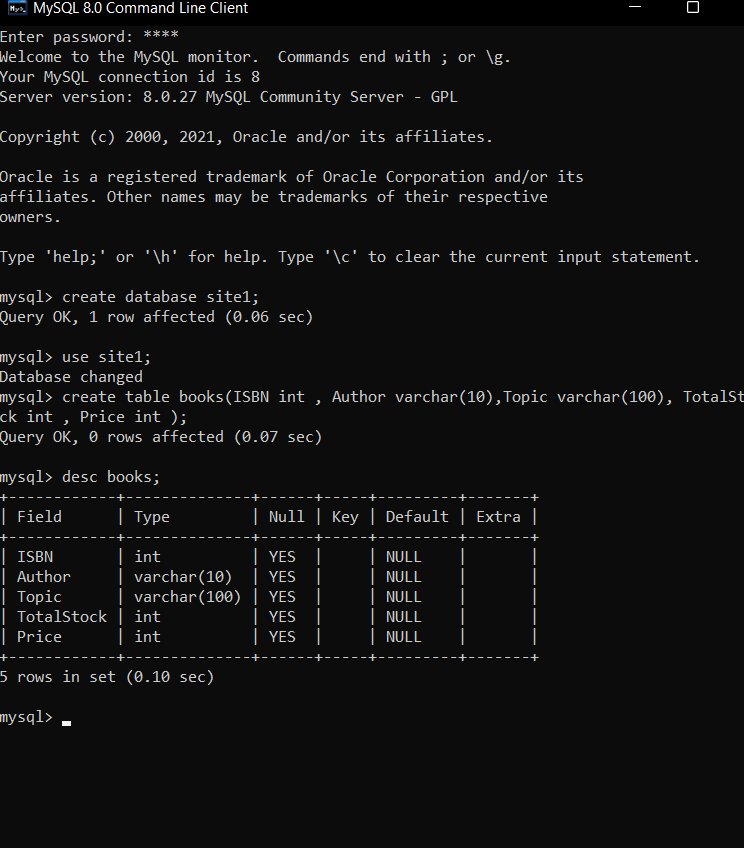 MySQL 8.0 Command Line Client
Enter password: ****
Welcome to the MySQL monitor.  Commands end with ; or \g.
Your MySQL connection id is 8
Server version: 8.0.27 MySQL Community Server - GPL
Copyright (c) 2000, 2021, Oracle and/or its affiliates.
Oracle is a registered trademark of Oracle Corporation and/or its
affiliates. Other names may be trademarks of their respective
owners.
Type 'help;' or '\h' for help. Type '\c' to clear the current input statement.
mysql> create database site1;
Query OK, 1 row affected (0.06 sec)
mysql> use site1;
Database changed
mysql> create table books(ISBN int , Author varchar(10),Topic varchar(100), TotalSt
ck int , Price int );
Query OK, 0 rows affected (0.07 sec)
mysql> desc books;
+------------+--------------+------+-----+---------+-------+
| Field      | Type         | Null | Key | Default | Extra |
+------------+--------------+------+-----+---------+-------+
| ISBN       | int          | YES  |     | NULL    |       |
| Author     | varchar(10)  | YES  |     | NULL    |       |
| Topic      | varchar(100) | YES  |     | NULL    |       |
| TotalStock | int          | YES  |     | NULL    |       |
| Price      | int          | YES  |     | NULL    |       |
+------------+--------------+------+-----+---------+-------+
5 rows in set (0.10 sec)
mysql>